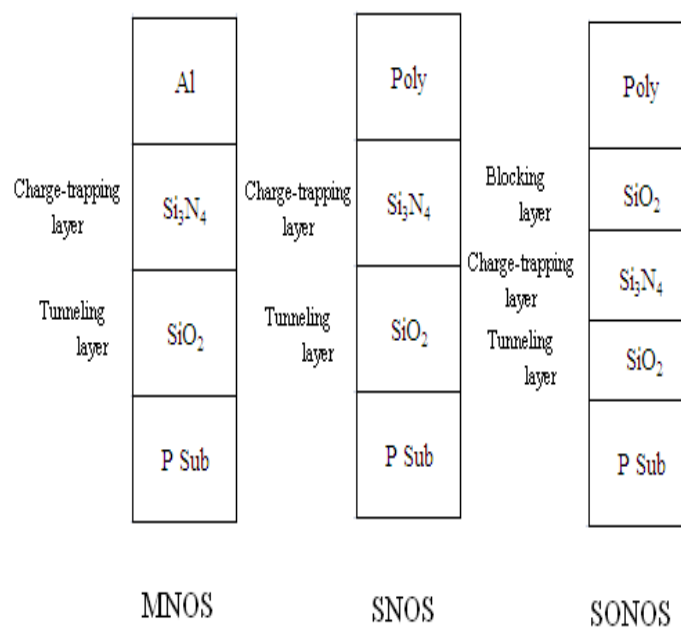 Al
Charge-trapping
layer
Si₃N₄
Tunneling
layer
SiO₂
P Sub
MNOS
Poly
Charge-trapping
layer
Si₃N₄
Tunneling
layer
SiO₂
P Sub
SNOS
Poly
Blocking
layer
SiO₂
Charge-trapping
layer
Si₃N₄
Tunneling
layer
SiO₂
P Sub
SONOS